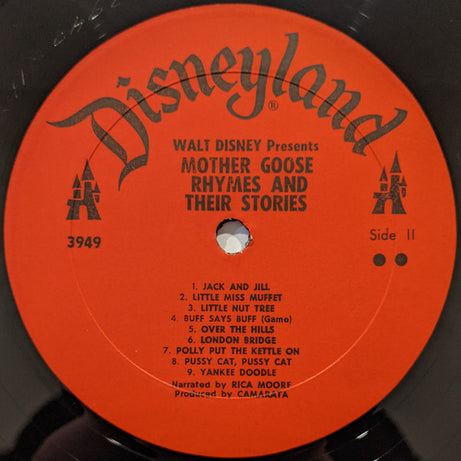 Disneyland®
WALT DISNEY Presents
MOTHER GOOSE
RHYMES AND
THEIR STORIES
3949
Side II
1. JACK AND JILL
2. LITTLE MISS MUFFET
3. LITTLE NUT TREE
4. BUFF SAYS BUFF (Game)
5. OVER THE HILLS
6. LONDON BRIDGE
7. POLLY PUT THE KETTLE ON
8. PUSSY CAT, PUSSY CAT
9. YANKEE DOODLE
Narrated by RICA MOORE
Produced by CAMARATA